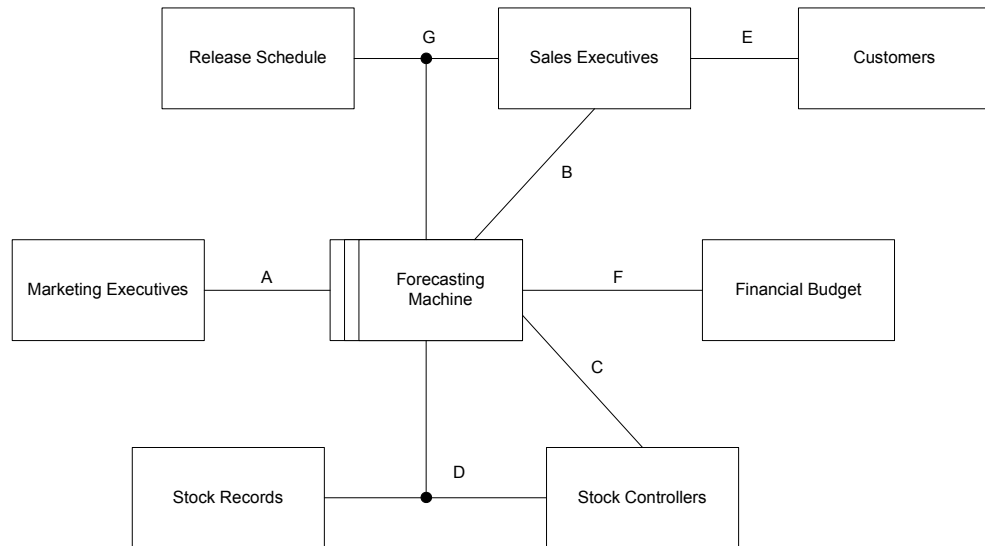 G
E
Release Schedule
Sales Executives
Customers
B
A
F
Marketing Executives
Forecasting
Machine
Financial Budget
C
D
Stock Records
Stock Controllers